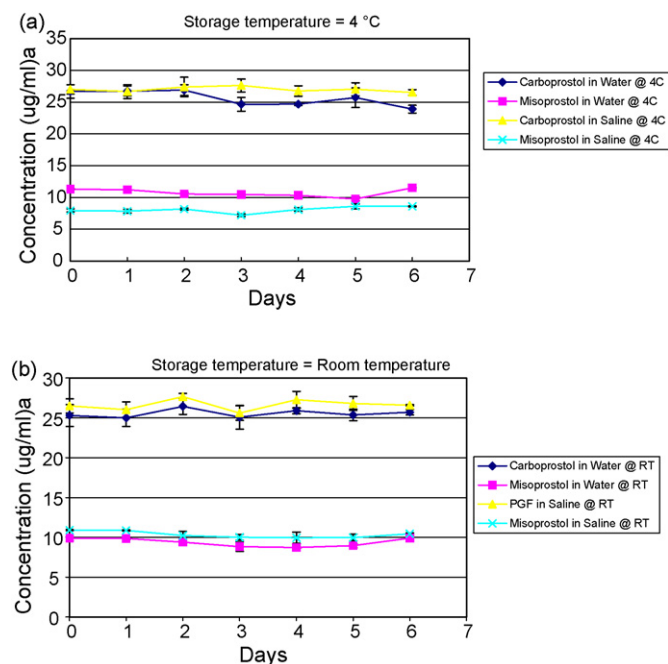 (a)
Storage temperature = 4 °C
Concentration (ug/ml)a
35
30
25
20
15
10
5
0
0 1 2 3 4 5 6 7
Days
Carboprostol in Water @ 4C
Misoprostol in Water @ 4C
Carboprostol in Saline @ 4C
Misoprostol in Saline @ 4C
(b)
Storage temperature = Room temperature
Concentration (ug/ml)a
30
25
20
15
10
5
0
0 1 2 3 4 5 6 7
Days
Carboprostol in Water @ RT
Misoprostol in Water @ RT
PGF in Saline @ RT
Misoprostol in Saline @ RT